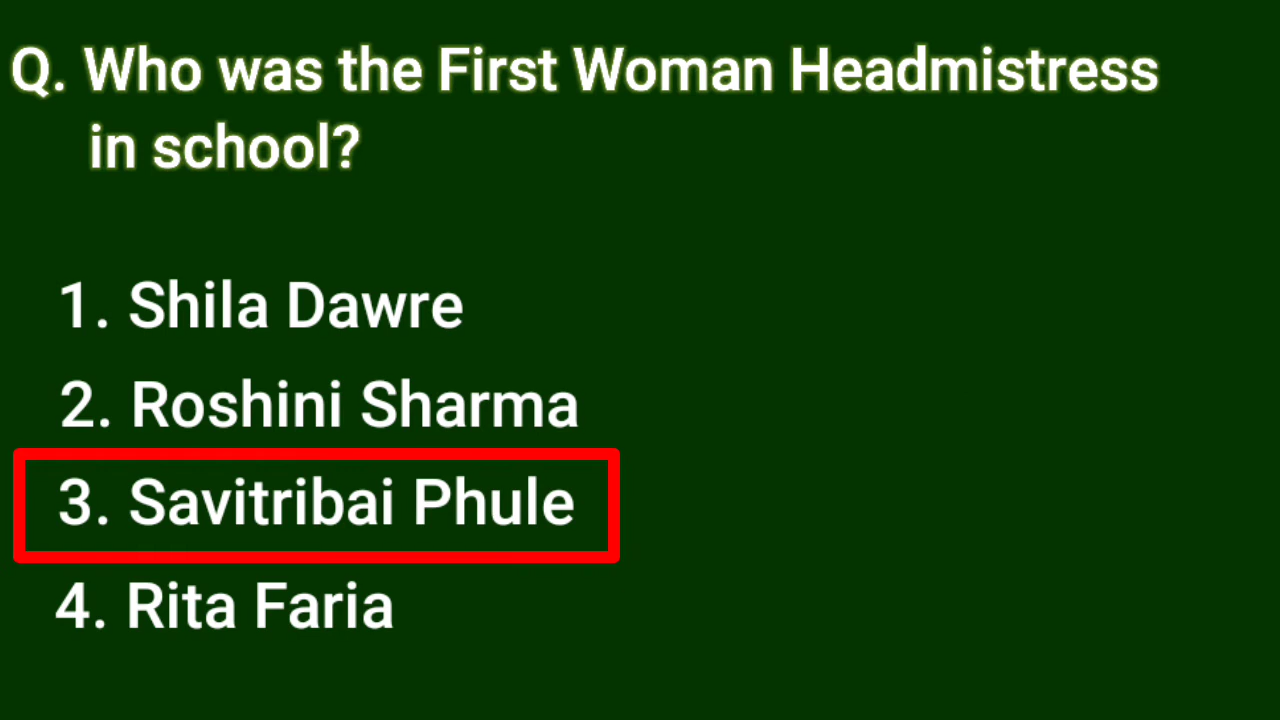 Q. Who was the First Woman Headmistress
in school?
1. Shila Dawre
2. Roshini Sharma
3. Savitribai Phule
4. Rita Faria